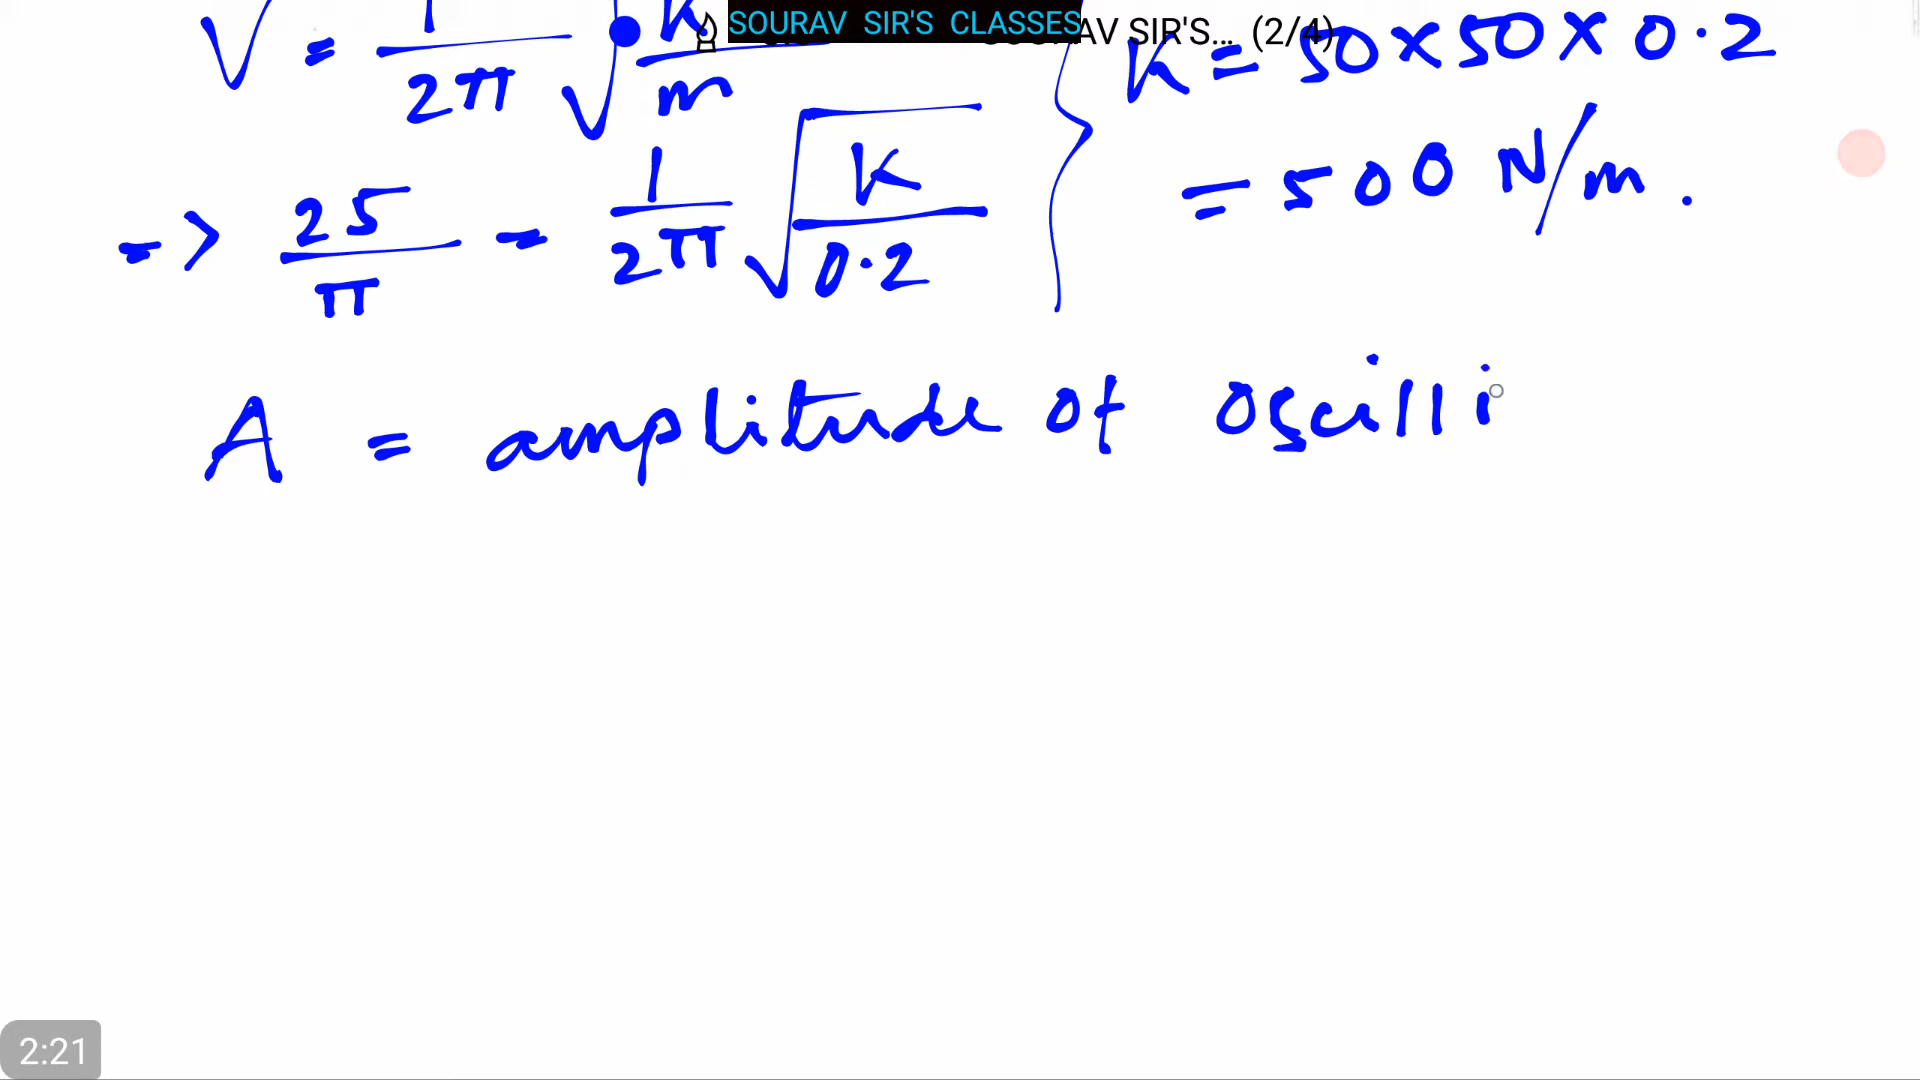 SOURAV SIR'S CLASSES AV SIR'S... (2/4)
ν = 1/2π √k/m
K = 50 x 50 x 0.2
= 500 N/m.
=> 25/π = 1/2π √K/0.2
A = amplitude of oscilli
2:21